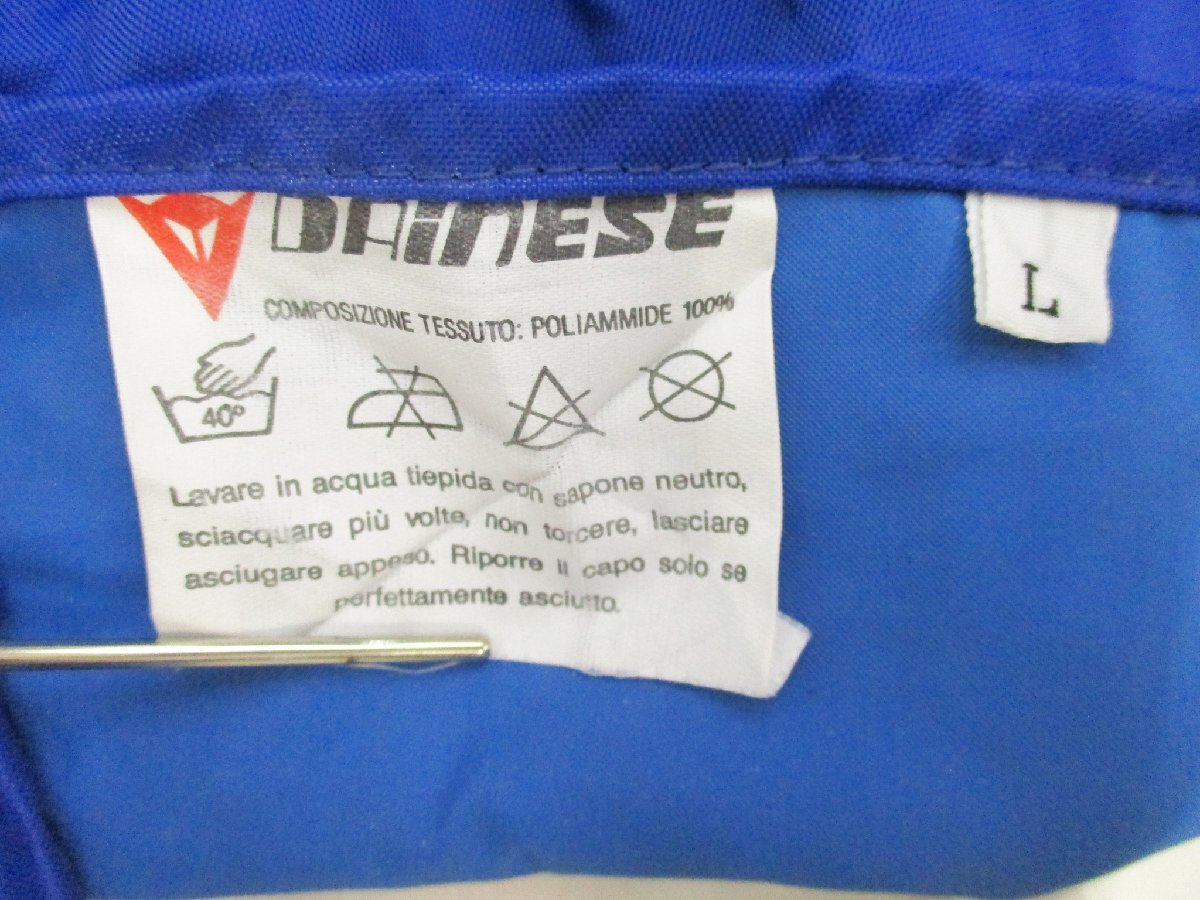 DAINESE
L
COMPOSIZIONE TESSUTO: POLIAMMIDE 100%
40°
Lavare in acqua tiepida con sapone neutro,
sciacquare più volte, non torcere, lasciare
asciugare appeso. Riporre il capo solo se
perfettamente asciutto.